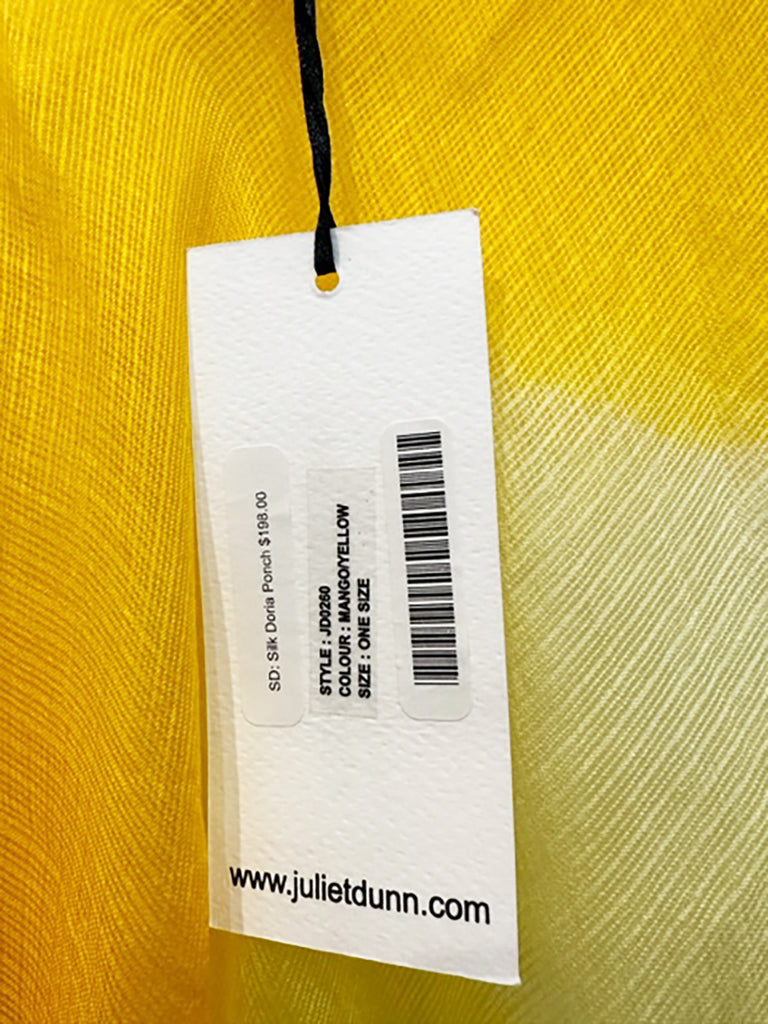 SD: Silk Doria Ponch $198.00
STYLE : JD0260
COLOUR : MANGO/YELLOW
SIZE : ONE SIZE
www.julietdunn.com